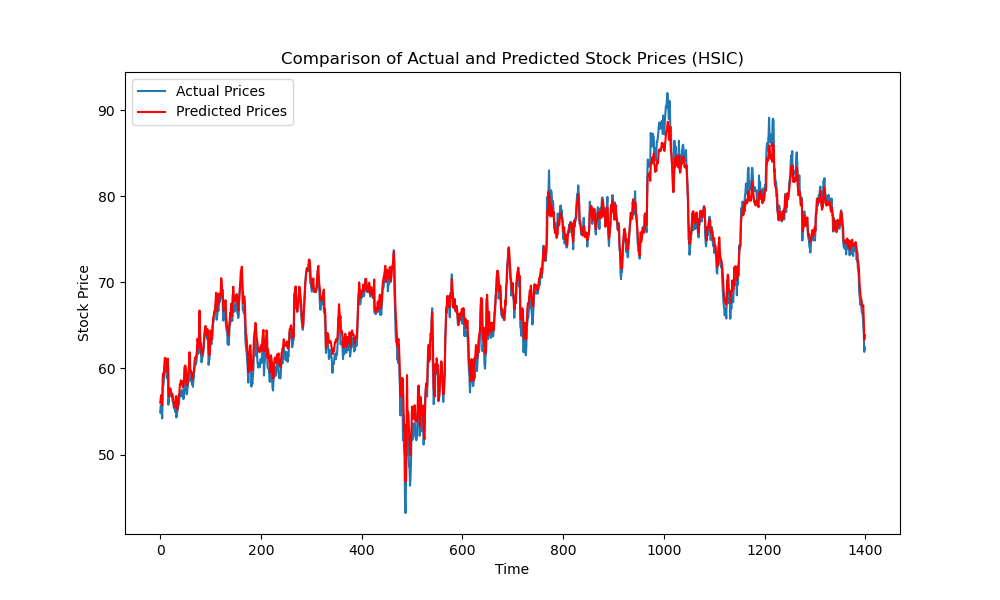 Comparison of Actual and Predicted Stock Prices (HSIC)
Actual Prices
Predicted Prices
90
80
70
60
50
Stock Price
0 200 400 600 800 1000 1200 1400
Time